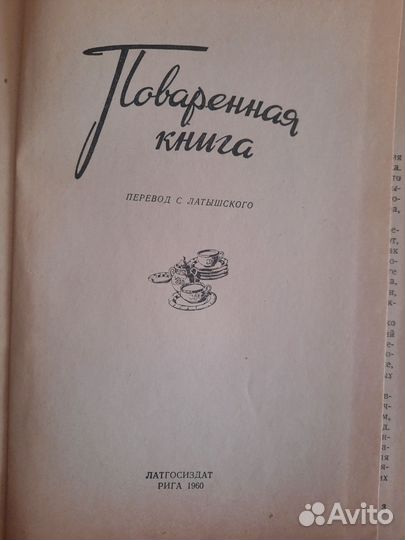 Поваренная
книга
ПЕРЕВОД С ЛАТЫШСКОГО
ЛАТГОСИЗДАТ
РИГА 1960
Avito